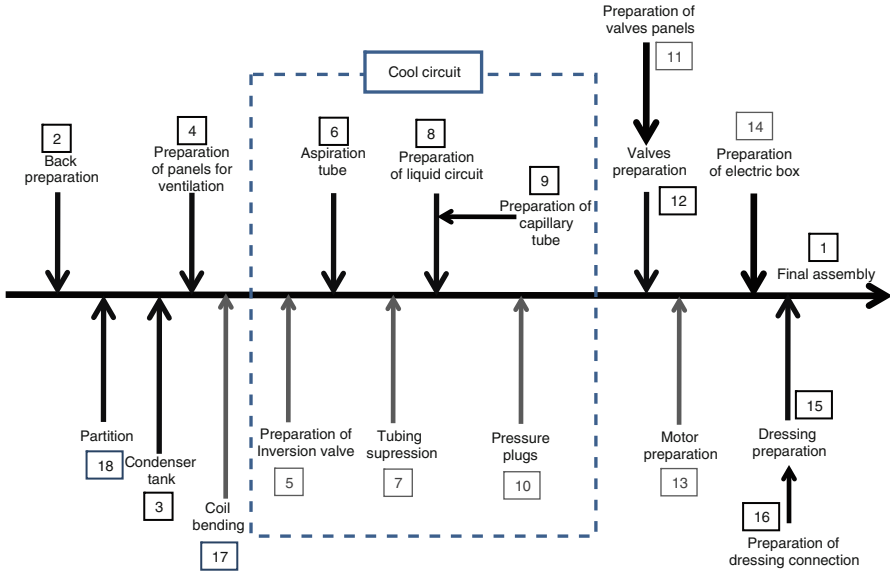 Preparation of
valves panels
11
Cool circuit
2
Back
preparation
4
Preparation
of panels for
ventilation
6
Aspiration
tube
8
Preparation
of liquid circuit
9
Preparation of
capillary
tube
Valves
preparation
12
14
Preparation
of electric box
1
Final assembly
Partition
18
Condenser
tank
3
Coil
bending
17
Preparation of
Inversion valve
5
Tubing
supression
7
Pressure
plugs
10
Motor
preparation
13
15
Dressing
preparation
16
Preparation of
dressing connection